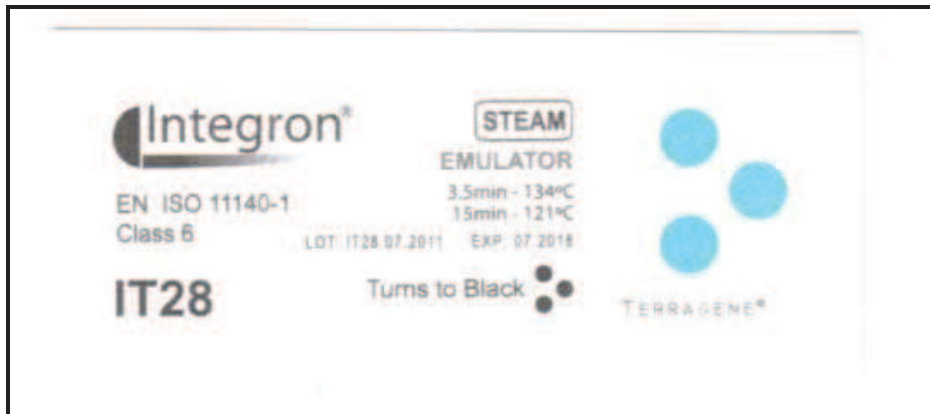 Integron®
STEAM
EMULATOR
EN ISO 11140-1
Class 6
3.5min - 134ºC
15min - 121ºC
LOT: IT28.07.2011 EXP: 07.2016
IT28
Turns to Black
TERRAGENE®